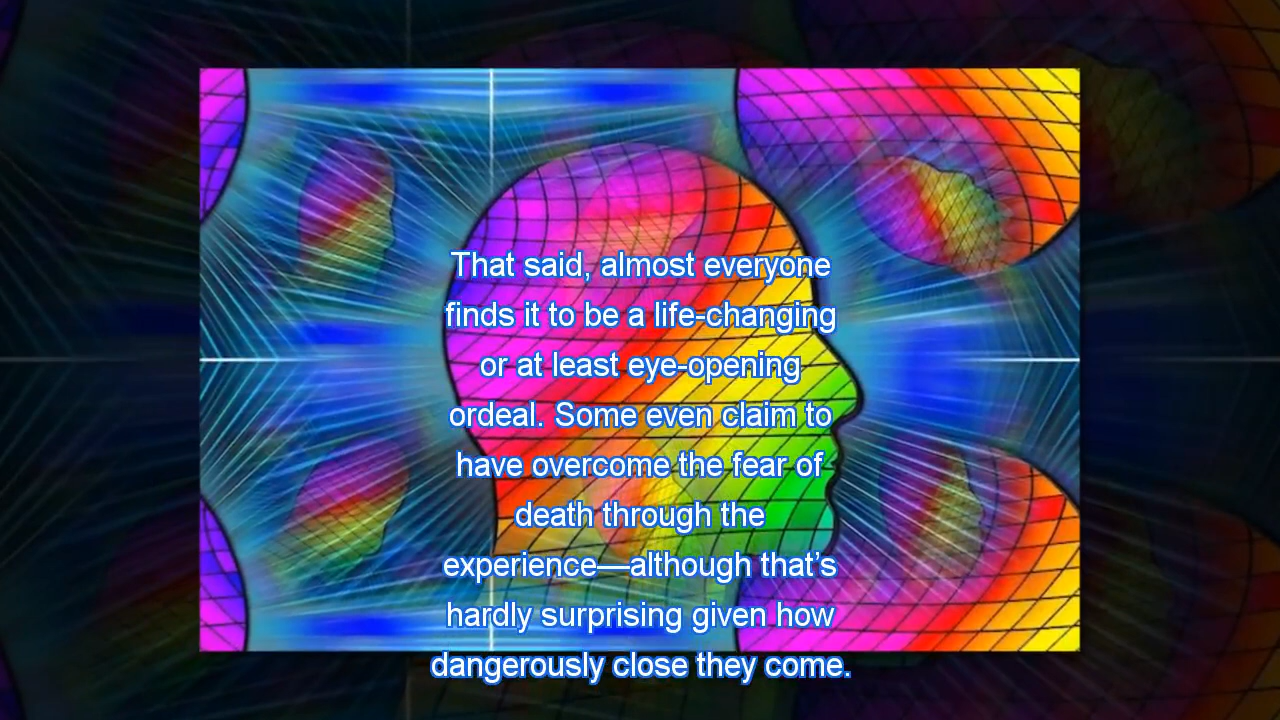 That said, almost everyone
finds it to be a life-changing
or at least eye-opening
ordeal. Some even claim to
have overcome the fear of
death through the
experience—although that’s
hardly surprising given how
dangerously close they come.